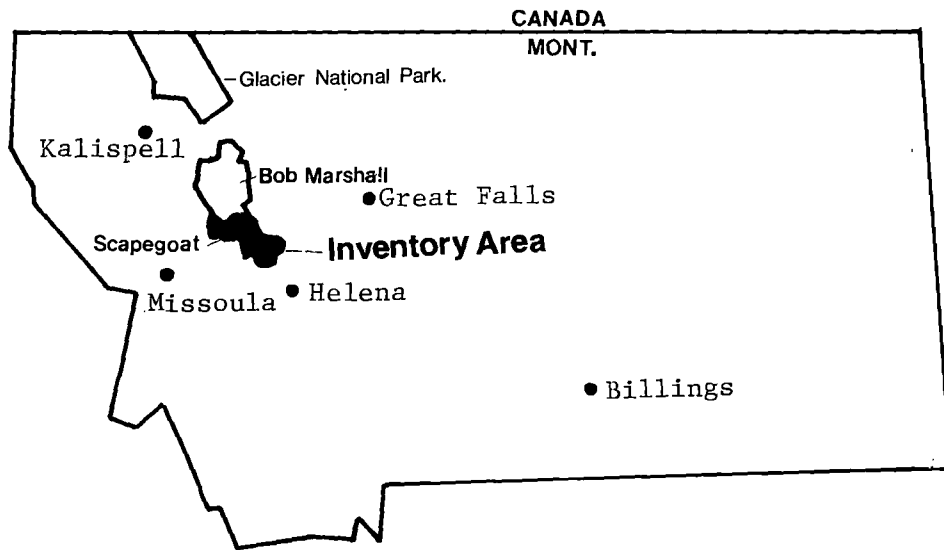 CANADA
MONT.
Glacier National Park.
Kalispell
Bob Marshall
Great Falls
Scapegoat
Inventory Area
Missoula
Helena
Billings